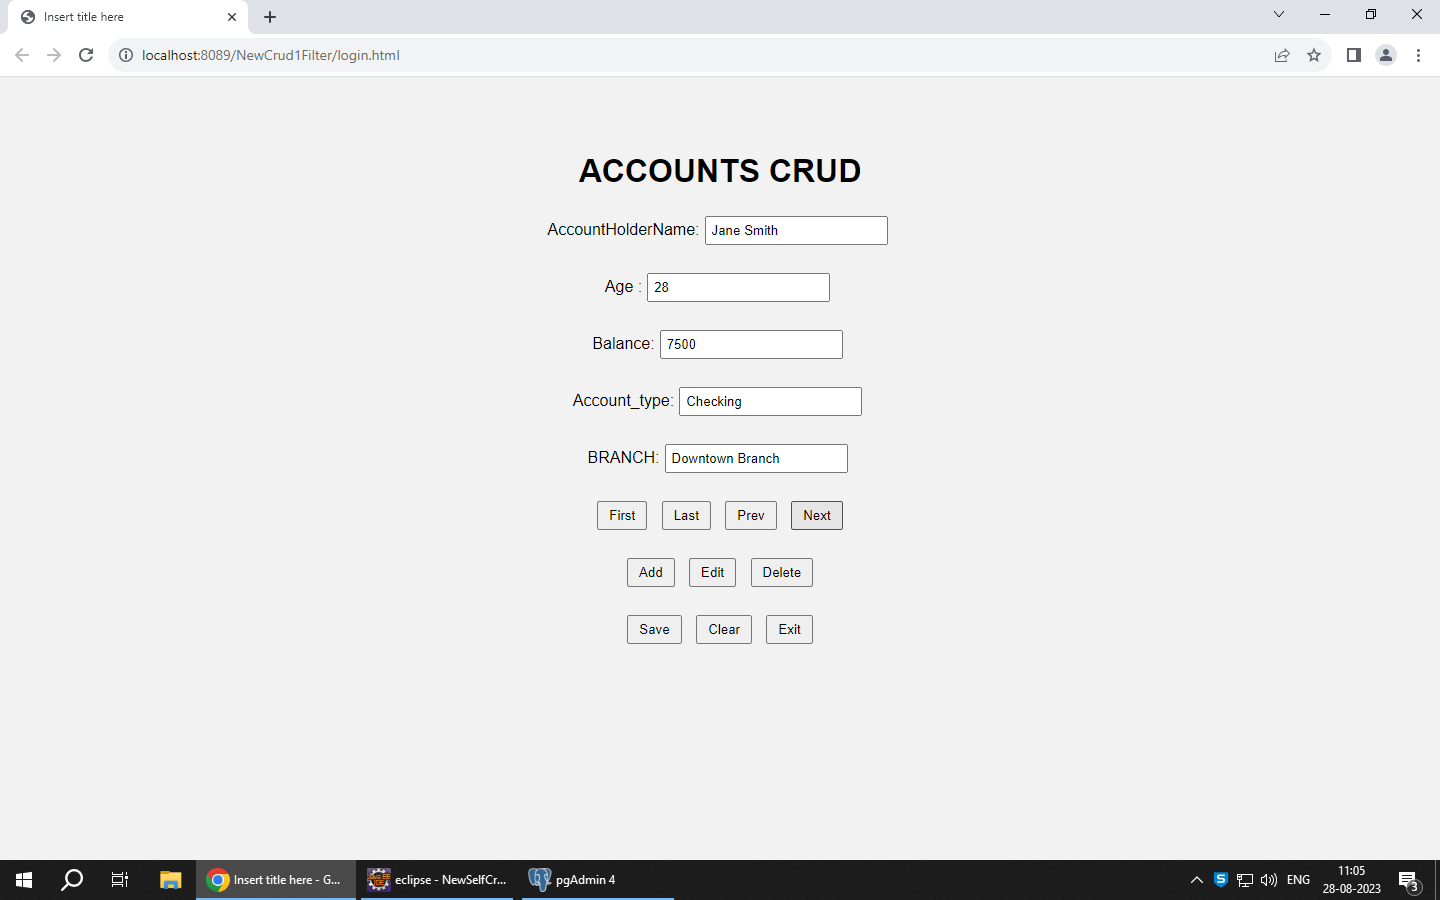 Insert title here
localhost:8089/NewCrud1Filter/login.html
ACCOUNTS CRUD
AccountHolderName: Jane Smith
Age : 28
Balance: 7500
Account_type: Checking
BRANCH: Downtown Branch
First Last Prev Next
Add Edit Delete
Save Clear Exit
Insert title here - G... eclipse - NewSelfCr... pgAdmin 4 S ENG 11:05
28-08-2023 3